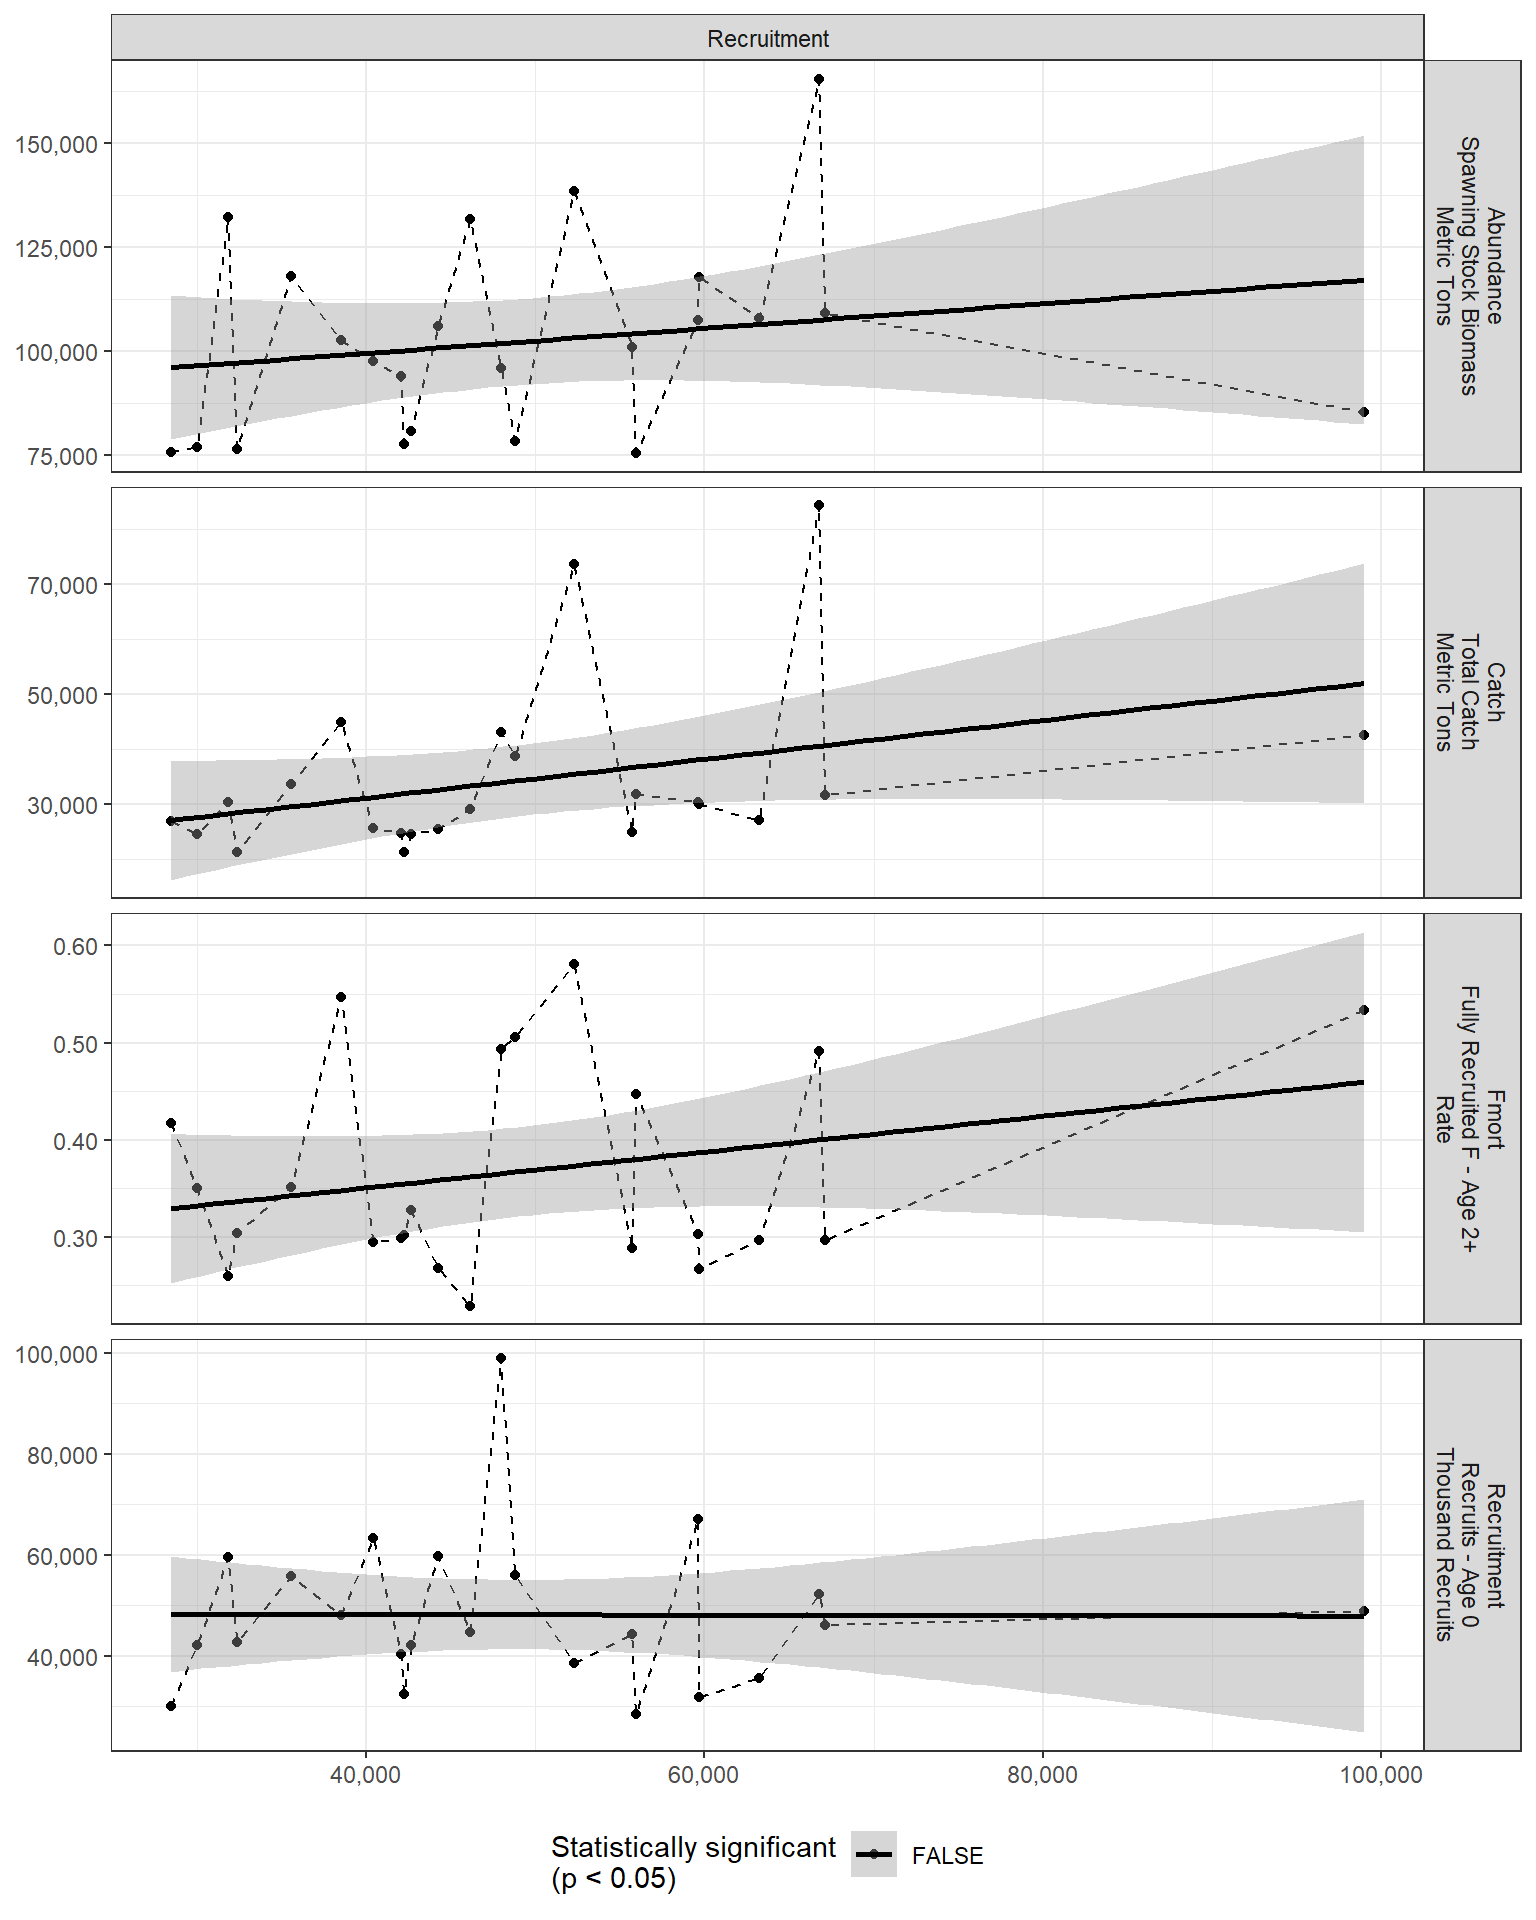 Recruitment
150,000
125,000
100,000
75,000
Abundance
Spawning Stock Biomass
Metric Tons
70,000
50,000
30,000
Catch
Total Catch
Metric Tons
0.60
0.50
0.40
0.30
Fmort
Fully Recruited F - Age 2+
Rate
100,000
80,000
60,000
40,000
Recruitment
Recruits - Age 0
Thousand Recruits
40,000
60,000
80,000
100,000
Statistically significant
(p < 0.05)
FALSE